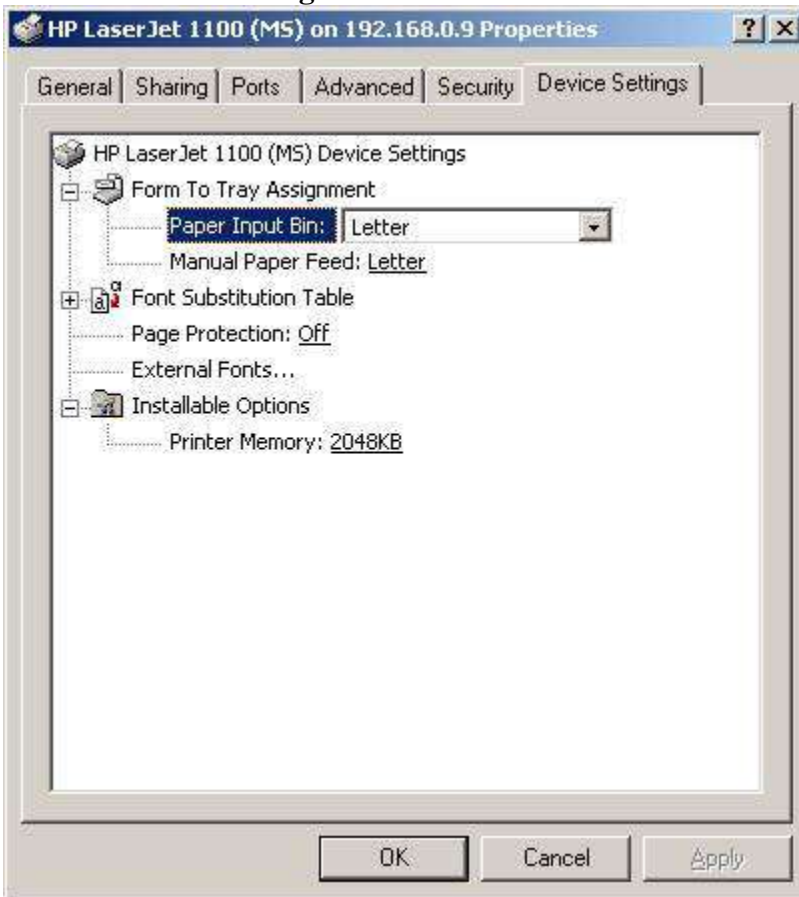 HP LaserJet 1100 (MS) on 192.168.0.9 Properties ? X
General Sharing Ports Advanced Security Device Settings
HP LaserJet 1100 (MS) Device Settings
Form To Tray Assignment
Paper Input Bin: Letter
Manual Paper Feed: Letter
Font Substitution Table
Page Protection: Off
External Fonts...
Installable Options
Printer Memory: 2048KB
OK Cancel Apply